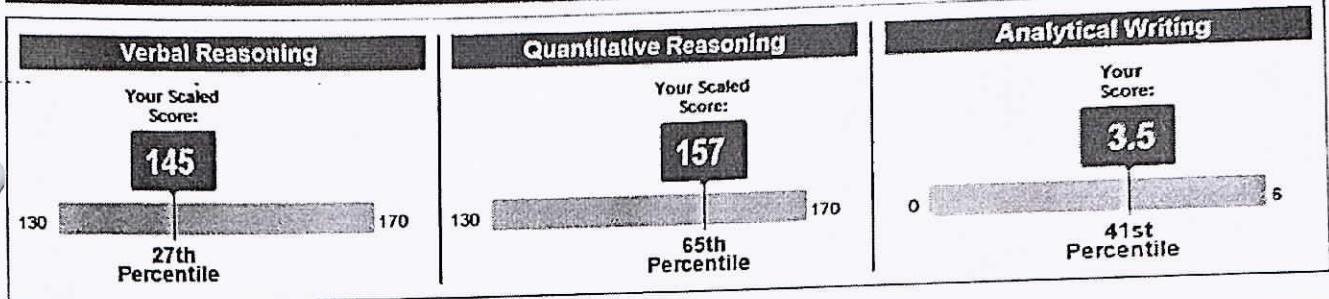 Verbal Reasoning
Your Scaled
Score:
145
130
170
27th
Percentile
Quantitative Reasoning
Your Scaled
Score:
157
130
170
65th
Percentile
Analytical Writing
Your
Score:
3.5
0
6
41st
Percentile